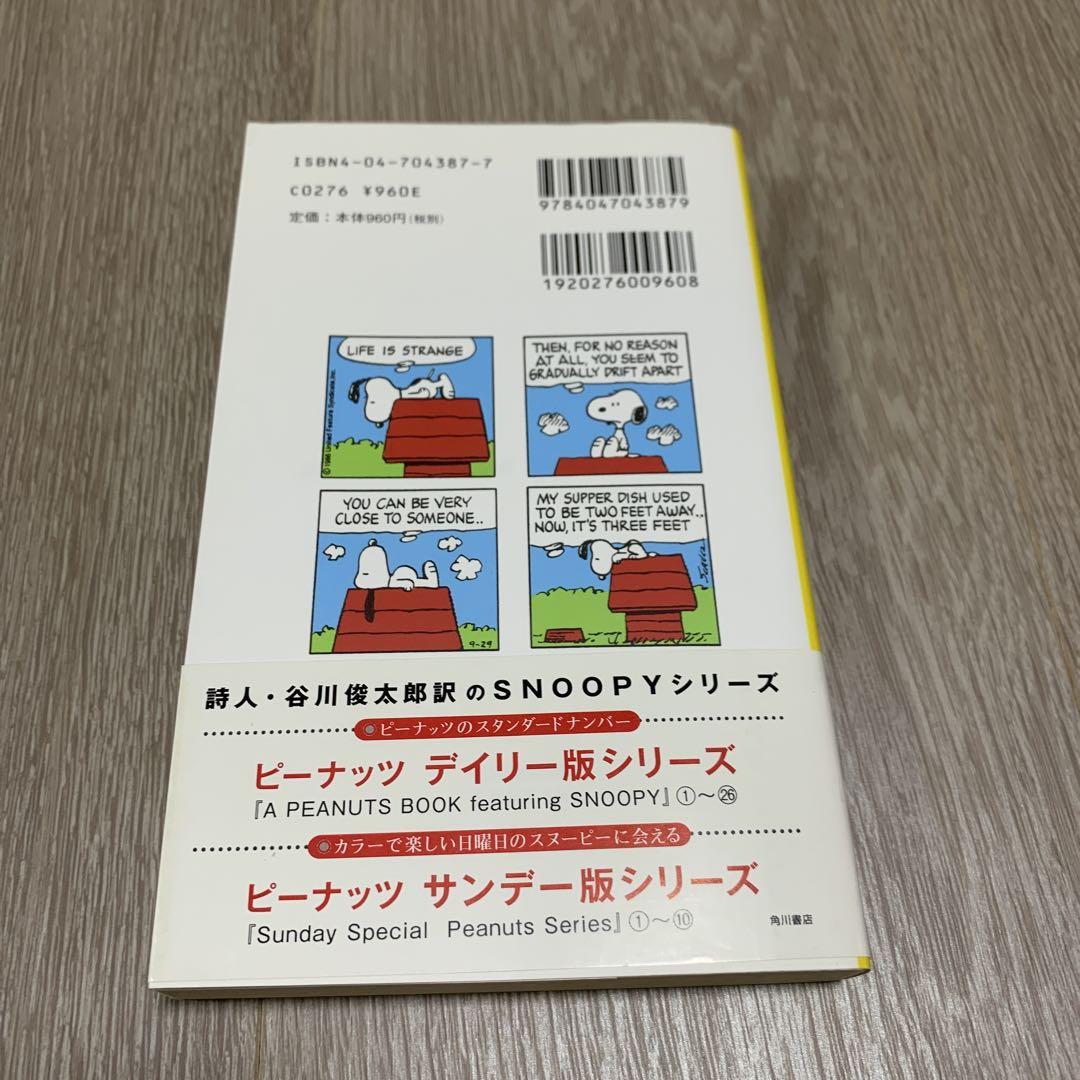 ISBN4-04-704387-7
C0276 ¥960E
定価：本体960円（税別）
9784047043879
1920276009608
LIFE IS STRANGE
© 1986 United Feature Syndicate, Inc.
YOU CAN BE VERY
CLOSE TO SOMEONE..
9-29
THEN, FOR NO REASON
AT ALL, YOU SEEM TO
GRADUALLY DRIFT APART
MY SUPPER DISH USED
TO BE TWO FEET AWAY..
NOW, IT'S THREE FEET
SCHULZ
詩人・谷川俊太郎訳のSNOOPYシリーズ
◉ピーナッツのスタンダードナンバー
ピーナッツ デイリー版シリーズ
『A PEANUTS BOOK featuring SNOOPY』①〜㉖
◉カラーで楽しい日曜日のスヌーピーに会える
ピーナッツ サンデー版シリーズ
『Sunday Special Peanuts Series』①〜⑩
角川書店